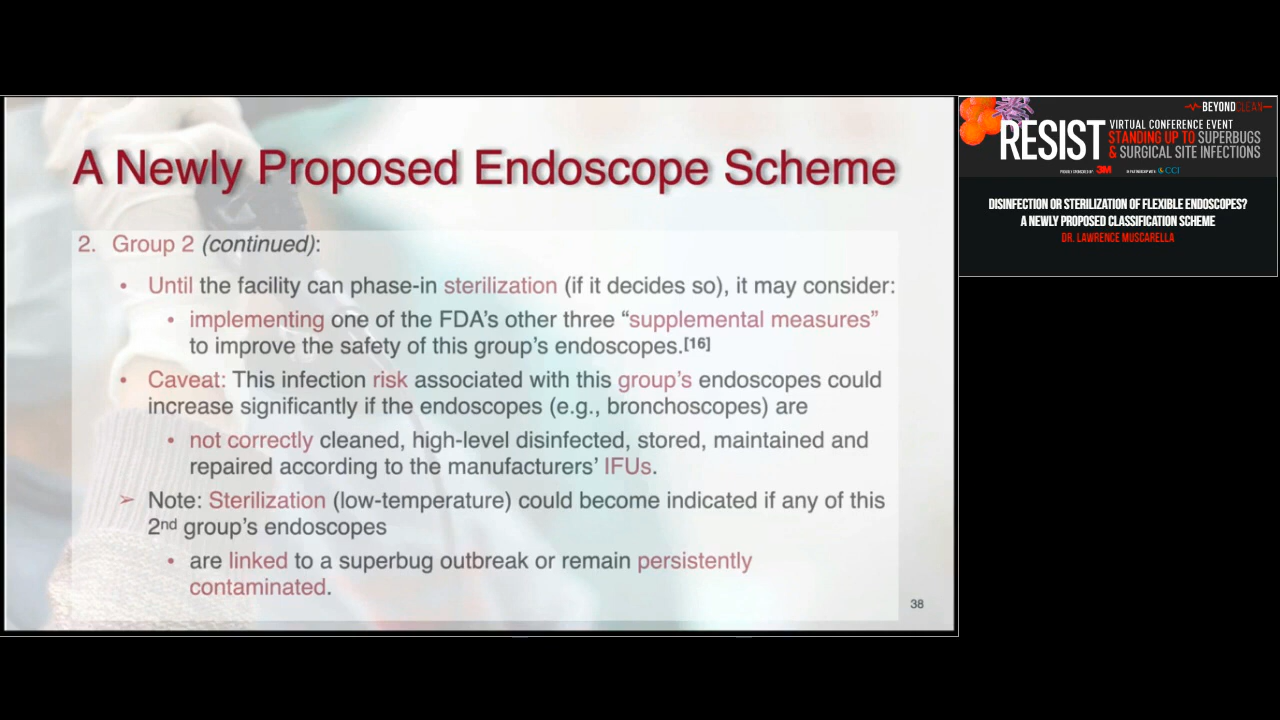 A Newly Proposed Endoscope Scheme
2. Group 2 (continued):
• Until the facility can phase-in sterilization (if it decides so), it may consider:
• implementing one of the FDA's other three “supplemental measures”
to improve the safety of this group's endoscopes.[16]
• Caveat: This infection risk associated with this group's endoscopes could
increase significantly if the endoscopes (e.g., bronchoscopes) are
• not correctly cleaned, high-level disinfected, stored, maintained and
repaired according to the manufacturers' IFUs.
➢ Note: Sterilization (low-temperature) could become indicated if any of this
2nd group's endoscopes
• are linked to a superbug outbreak or remain persistently
contaminated.
38
BEYONDCLEAN
RESIST
VIRTUAL CONFERENCE EVENT
STANDING UP TO SUPERBUGS
& SURGICAL SITE INFECTIONS
PROUDLY SPONSORED BY: 3M IN PARTNERSHIP WITH: CCI
DISINFECTION OR STERILIZATION OF FLEXIBLE ENDOSCOPES?
A NEWLY PROPOSED CLASSIFICATION SCHEME
DR. LAWRENCE MUSCARELLA